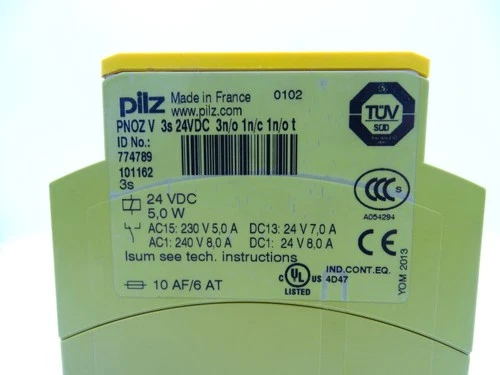 pilz Made in France 0102
www.pilz.com
PNOZ V 3s 24VDC 3n/o 1n/c 1n/o t
ID No.:
774789
101162
3s
24 VDC
5,0 W
AC15: 230 V 5,0 A DC13: 24 V 7,0 A
AC1: 240 V 8,0 A DC1: 24 V 8,0 A
Isum see tech. instructions
10 AF/6 AT
TÜV
SÜD
CCC S
A054294
CE
YOM 2013
IND.CONT.EQ.
C UL US 4D47
LISTED